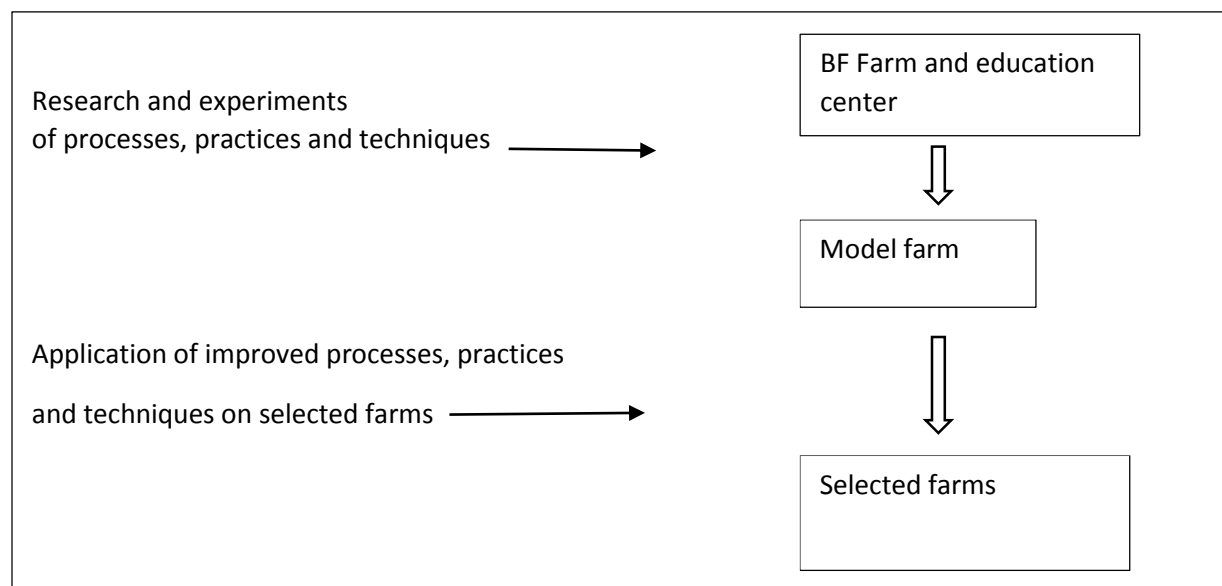 BF Farm and education
center
Research and experiments
of processes, practices and techniques
Model farm
Application of improved processes, practices
and techniques on selected farms
Selected farms